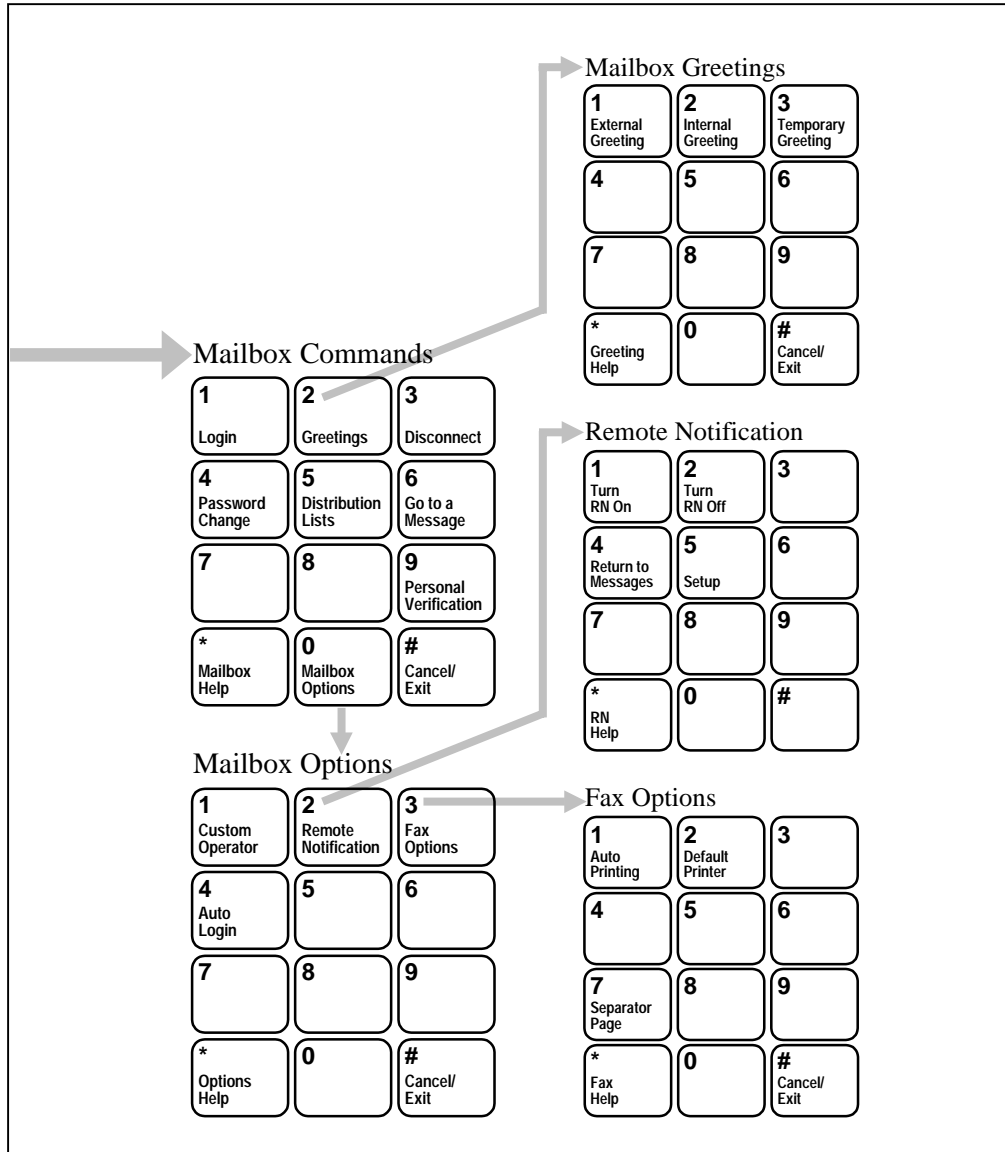 Mailbox Greetings
1 2 3
External Internal Temporary
Greeting Greeting Greeting
4 5 6
7 8 9
* 0 #
Greeting Cancel/
Help Exit
Mailbox Commands
1 2 3
Login Greetings Disconnect
4 5 6
Password Distribution Go to a
Change Lists Message
7 8 9
Personal
Verification
* 0 #
Mailbox Mailbox Cancel/
Help Options Exit
Remote Notification
1 2 3
Turn Turn
RN On RN Off
4 5 6
Return to
Messages Setup
7 8 9
* 0 #
RN
Help
Mailbox Options
1 2 3
Custom Remote Fax
Operator Notification Options
4 5 6
Auto
Login
7 8 9
* 0 #
Options Cancel/
Help Exit
Fax Options
1 2 3
Auto Default
Printing Printer
4 5 6
7 8 9
Separator
Page
* 0 #
Fax Cancel/
Help Exit